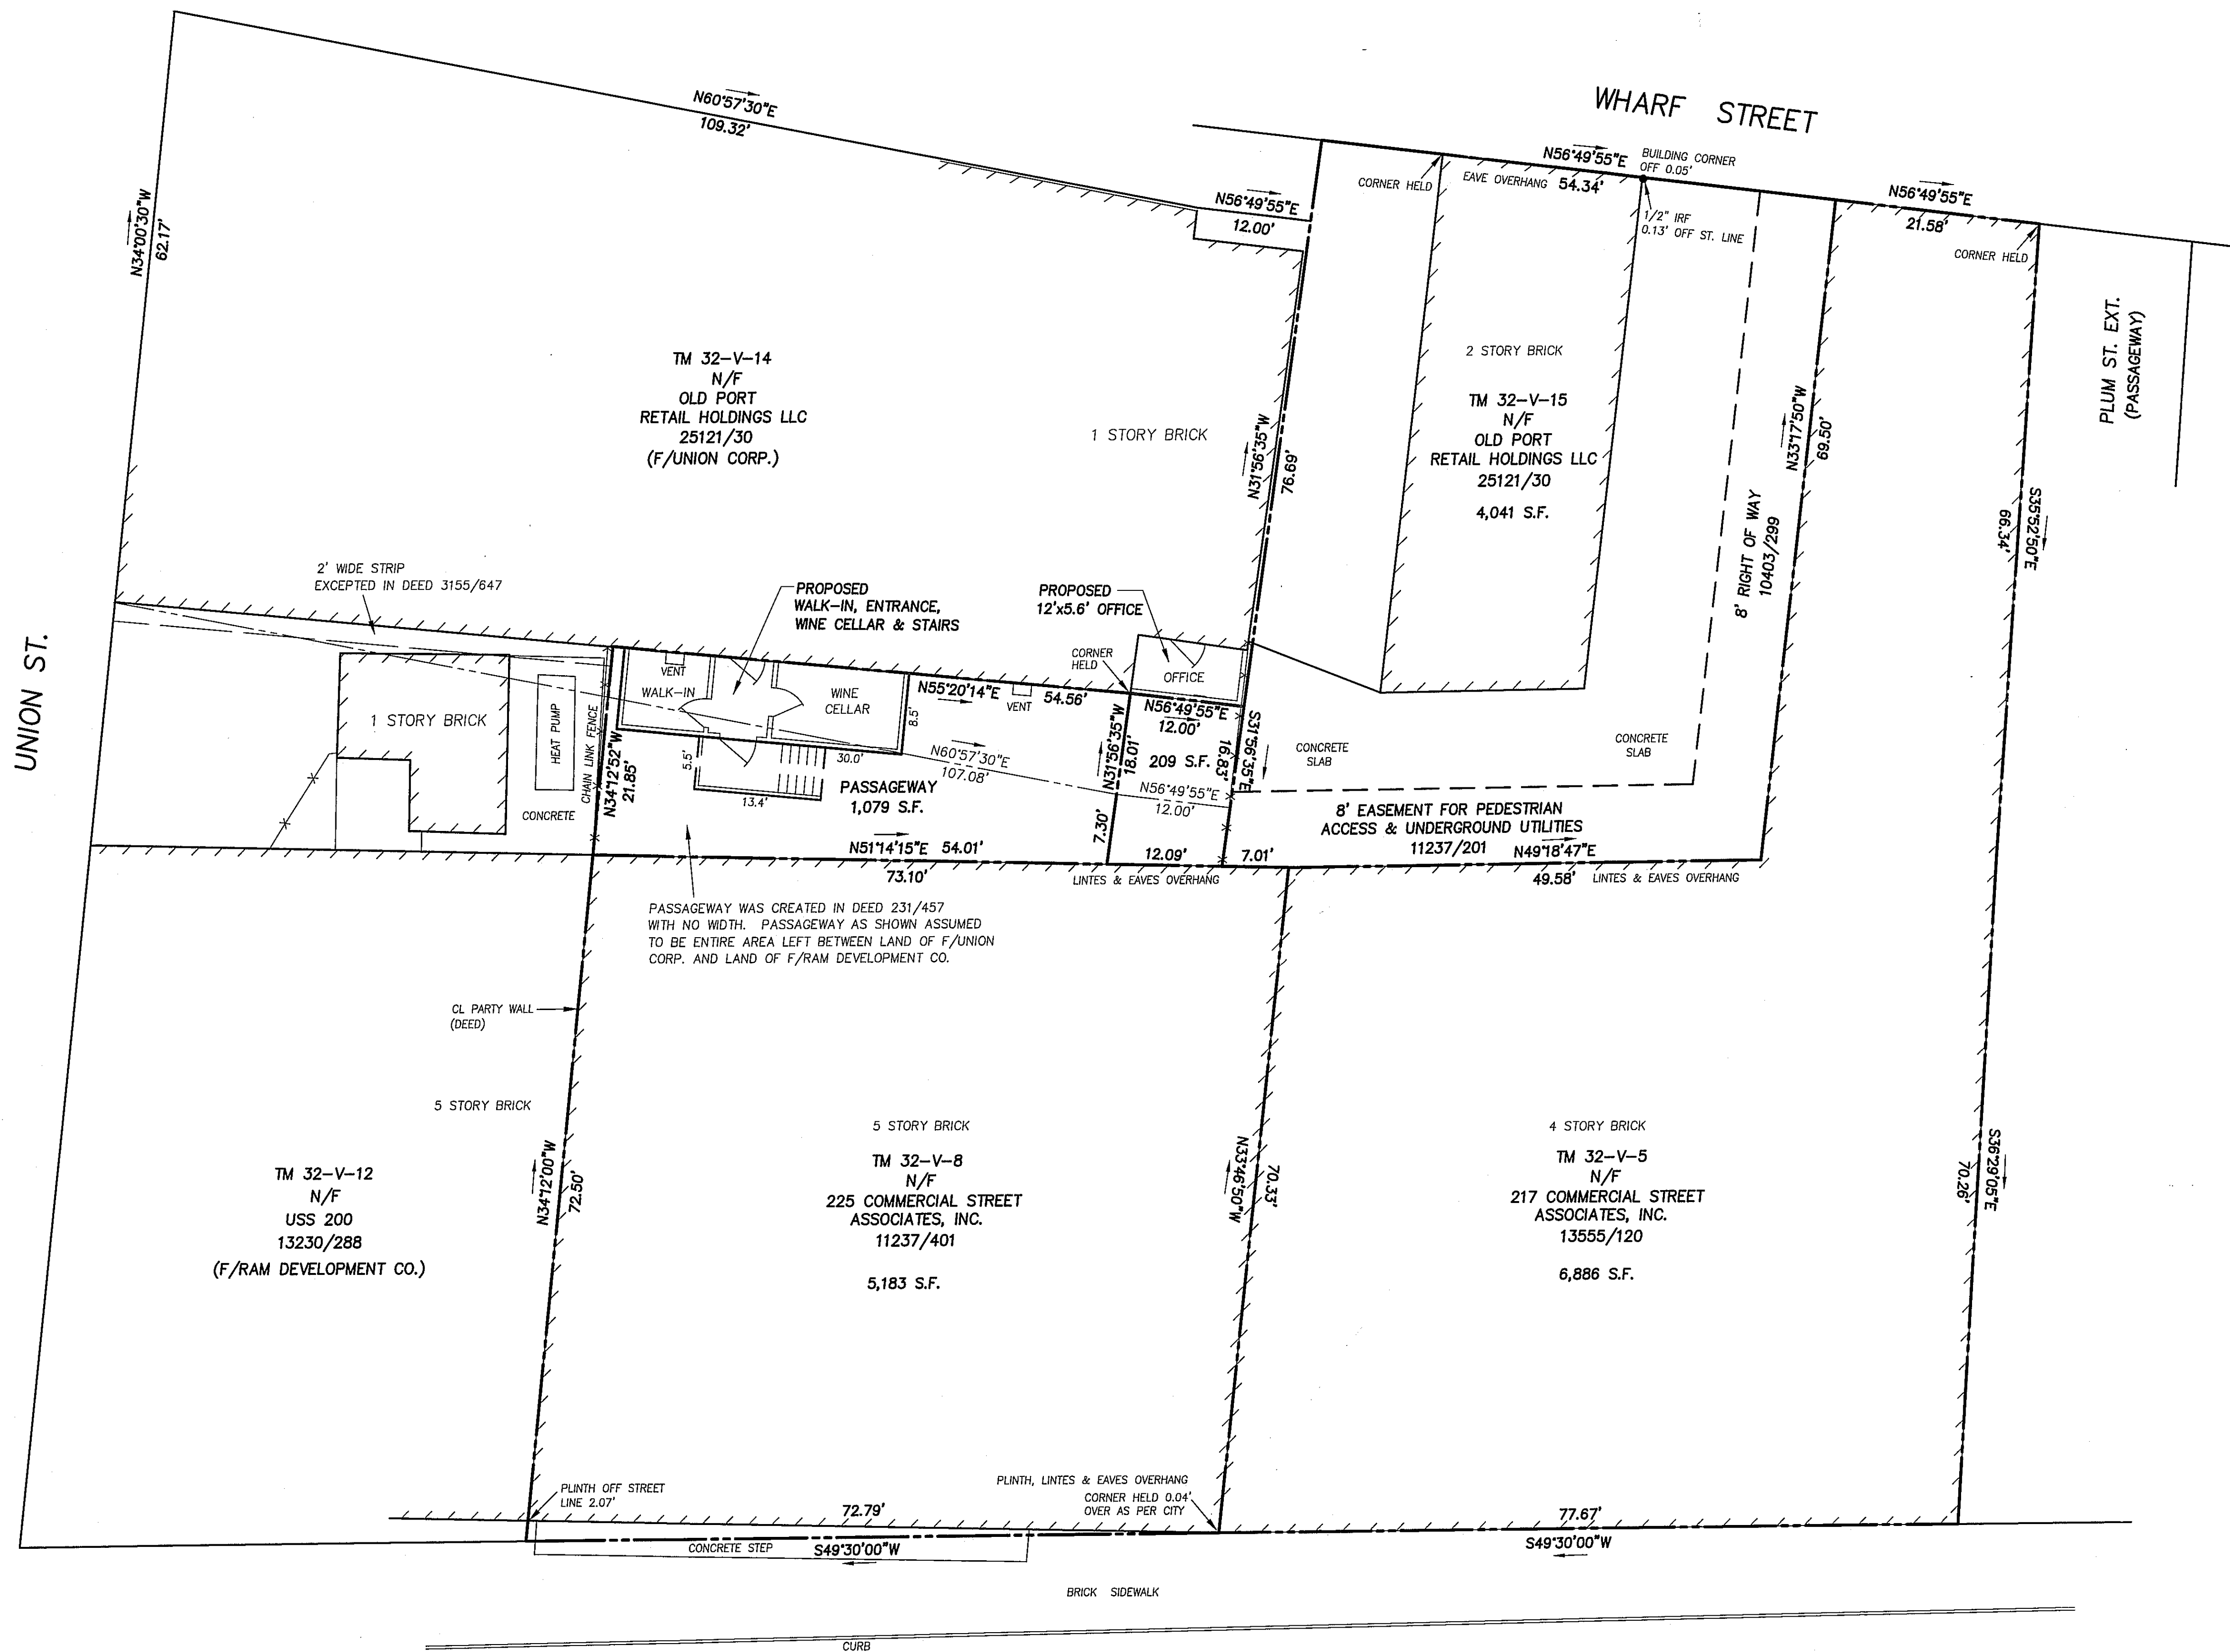 WHARF STREET
N60°57'30"E
109.32'
N34°00'30"W
62.17'
N56°49'55"E
12.00'
CORNER HELD
EAVE OVERHANG
N56°49'55"E
54.34'
BUILDING CORNER
OFF 0.05'
1/2" IRF
0.13' OFF ST. LINE
N56°49'55"E
21.58'
CORNER HELD
PLUM ST. EXT.
(PASSAGEWAY)
TM 32-V-14
N/F
OLD PORT
RETAIL HOLDINGS LLC
25121/30
(F/UNION CORP.)
1 STORY BRICK
N31°56'35"W
76.69'
2 STORY BRICK
TM 32-V-15
N/F
OLD PORT
RETAIL HOLDINGS LLC
25121/30
4,041 S.F.
8' RIGHT OF WAY
10403/299
N33°17'50"W
69.50'
S35°52'50"E
66.34'
UNION ST.
2' WIDE STRIP
EXCEPTED IN DEED 3155/647
PROPOSED
WALK-IN, ENTRANCE,
WINE CELLAR & STAIRS
PROPOSED
12'x5.6' OFFICE
CORNER
HELD
OFFICE
VENT
WALK-IN
WINE
CELLAR
8.5'
N55°20'14"E
54.56'
VENT
N56°49'55"E
12.00'
1 STORY BRICK
HEAT PUMP
CHAIN LINK FENCE
CONCRETE
N34°12'52"W
21.85'
5.5'
13.4'
30.0'
N60°57'30"E
107.08'
PASSAGEWAY
1,079 S.F.
N31°56'35"W
18.01'
209 S.F.
16.83'
S31°56'35"E
N56°49'55"E
12.00'
7.30'
CONCRETE
SLAB
CONCRETE
SLAB
8' EASEMENT FOR PEDESTRIAN
ACCESS & UNDERGROUND UTILITIES
11237/201
N49°18'47"E
N51°14'15"E 54.01'
12.09'
7.01'
73.10'
LINTES & EAVES OVERHANG
49.58'
LINTES & EAVES OVERHANG
PASSAGEWAY WAS CREATED IN DEED 231/457
WITH NO WIDTH. PASSAGEWAY AS SHOWN ASSUMED
TO BE ENTIRE AREA LEFT BETWEEN LAND OF F/UNION
CORP. AND LAND OF F/RAM DEVELOPMENT CO.
CL PARTY WALL
(DEED)
5 STORY BRICK
TM 32-V-12
N/F
USS 200
13230/288
(F/RAM DEVELOPMENT CO.)
N34°12'00"W
72.50'
5 STORY BRICK
TM 32-V-8
N/F
225 COMMERCIAL STREET
ASSOCIATES, INC.
11237/401
5,183 S.F.
N33°46'50"W
70.33'
4 STORY BRICK
TM 32-V-5
N/F
217 COMMERCIAL STREET
ASSOCIATES, INC.
13555/120
6,886 S.F.
S36°29'05"E
70.26'
PLINTH OFF STREET
LINE 2.07'
PLINTH, LINTES & EAVES OVERHANG
CORNER HELD 0.04'
OVER AS PER CITY
72.79'
77.67'
CONCRETE STEP
S49°30'00"W
S49°30'00"W
BRICK SIDEWALK
CURB